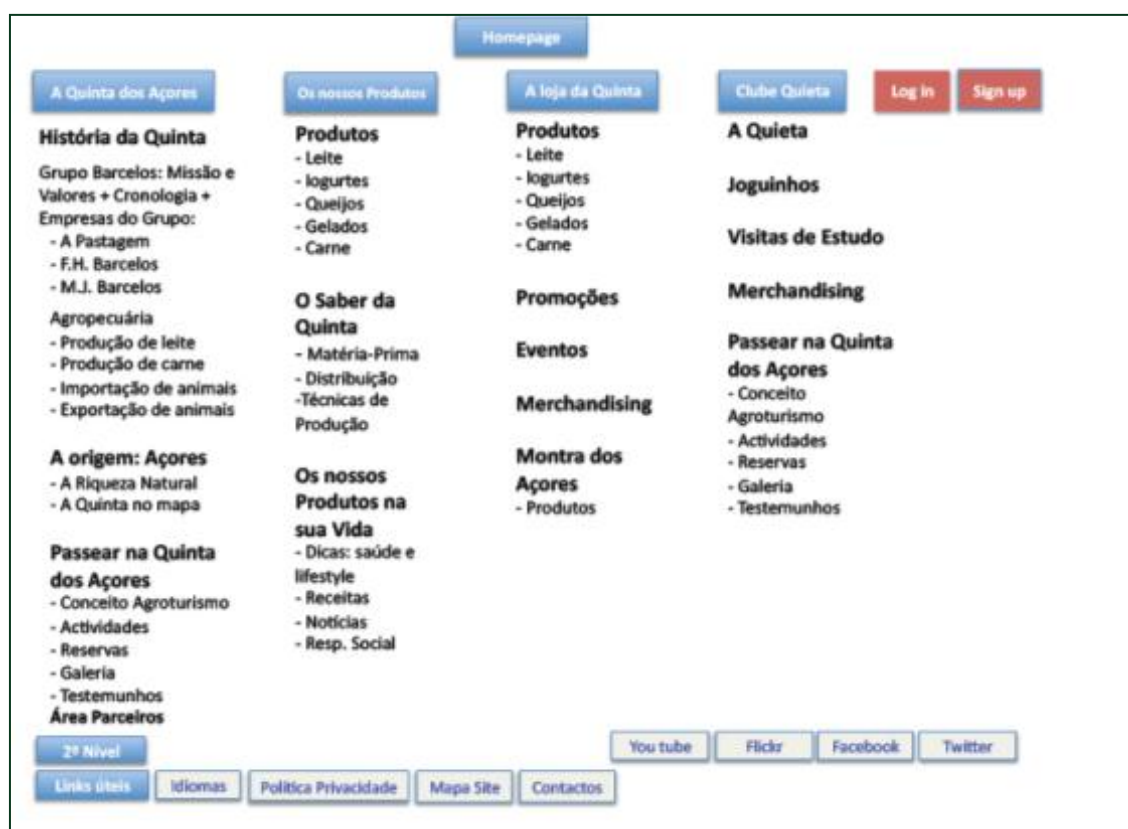 Homepage
A Quinta dos Açores
Os nossos Produtos
A loja da Quinta
Clube Quieta
Log in
Sign up
História da Quinta
Grupo Barcelos: Missão e
Valores + Cronologia +
Empresas do Grupo:
- A Pastagem
- F.H. Barcelos
- M.J. Barcelos
Agropecuária
- Produção de leite
- Produção de carne
- Importação de animais
- Exportação de animais
A origem: Açores
- A Riqueza Natural
- A Quinta no mapa
Passear na Quinta
dos Açores
- Conceito Agroturismo
- Actividades
- Reservas
- Galeria
- Testemunhos
Área Parceiros
Produtos
- Leite
- Iogurtes
- Queijos
- Gelados
- Carne
O Saber da
Quinta
- Matéria-Prima
- Distribuição
-Técnicas de
Produção
Os nossos
Produtos na
sua Vida
- Dicas: saúde e
lifestyle
- Receitas
- Notícias
- Resp. Social
Produtos
- Leite
- Iogurtes
- Queijos
- Gelados
- Carne
Promoções
Eventos
Merchandising
Montra dos
Açores
- Produtos
A Quieta
Joguinhos
Visitas de Estudo
Merchandising
Passear na Quinta
dos Açores
- Conceito
Agroturismo
- Actividades
- Reservas
- Galeria
- Testemunhos
2º Nível
You tube
Flickr
Facebook
Twitter
Links úteis
Idiomas
Política Privacidade
Mapa Site
Contactos